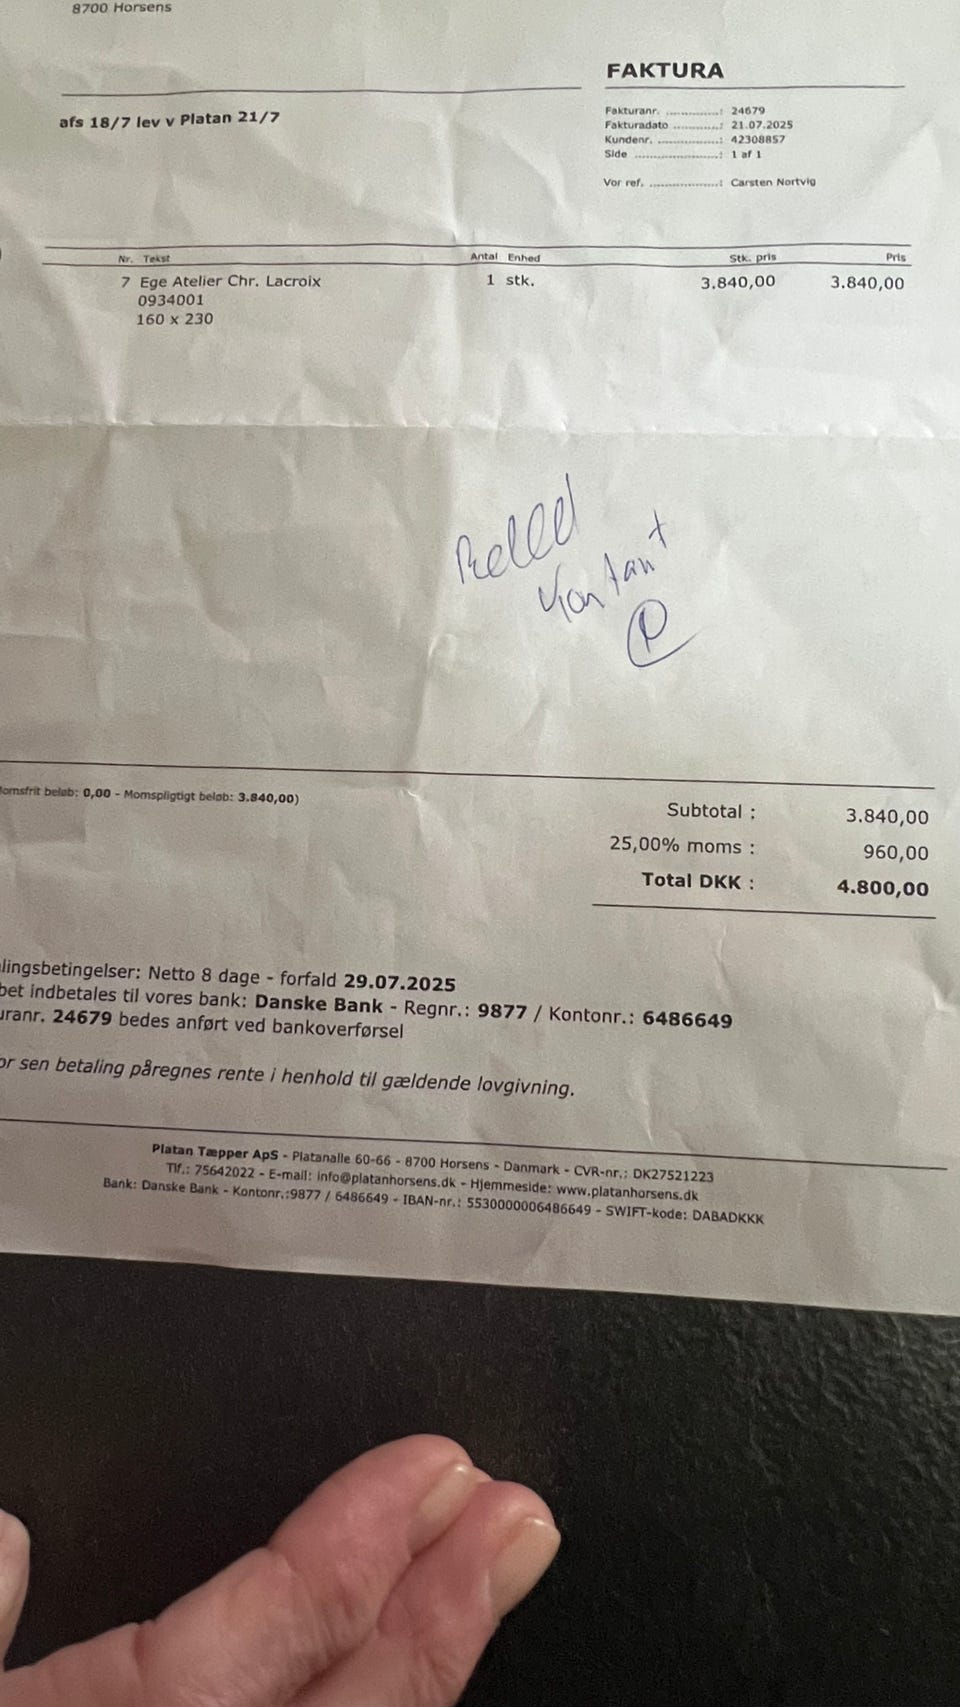 8700 Horsens
FAKTURA
afs 18/7 lev v Platan 21/7
Fakturanr. ..............: 24679
Fakturadato ............: 21.07.2025
Kundenr. .................: 42308857
Side .......................: 1 af 1
Vor ref. ...................: Carsten Nortvig
Nr. Tekst Antal Enhed Stk. pris Pris
7 Ege Atelier Chr. Lacroix 1 stk. 3.840,00 3.840,00
0934001
160 x 230
Kontant
omsfrit beløb: 0,00 - Momspligtigt beløb: 3.840,00)
Subtotal : 3.840,00
25,00% moms : 960,00
Total DKK : 4.800,00
lingsbetingelser: Netto 8 dage - forfald 29.07.2025
bet indbetales til vores bank: Danske Bank - Regnr.: 9877 / Kontonr.: 6486649
uranr. 24679 bedes anført ved bankoverførsel
or sen betaling påregnes rente i henhold til gældende lovgivning.
Platan Tæpper ApS - Platanalle 60-66 - 8700 Horsens - Danmark - CVR-nr.: DK27521223
Tlf.: 75642022 - E-mail: info@platanhorsens.dk - Hjemmeside: www.platanhorsens.dk
Bank: Danske Bank - Kontonr.:9877 / 6486649 - IBAN-nr.: 5530000006486649 - SWIFT-kode: DABADKKK